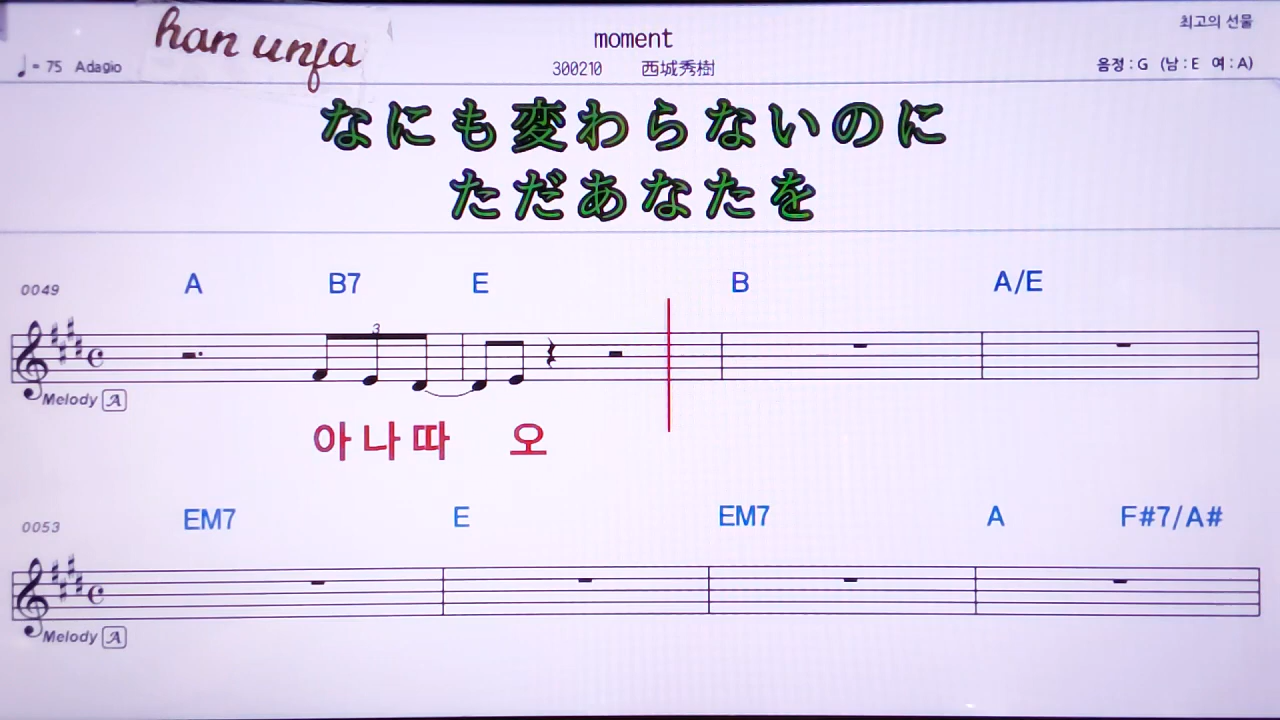 han unfa
moment
최고의 선물
♩= 75 Adagio
300210 西城秀樹
음정 : G (남 : E 여 : A)
なにも変わらないのに
ただあなたを
0049
A B7 E B A/E
3
Melody A
아나따 오
0053
EM7 E EM7 A F#7/A#
Melody A